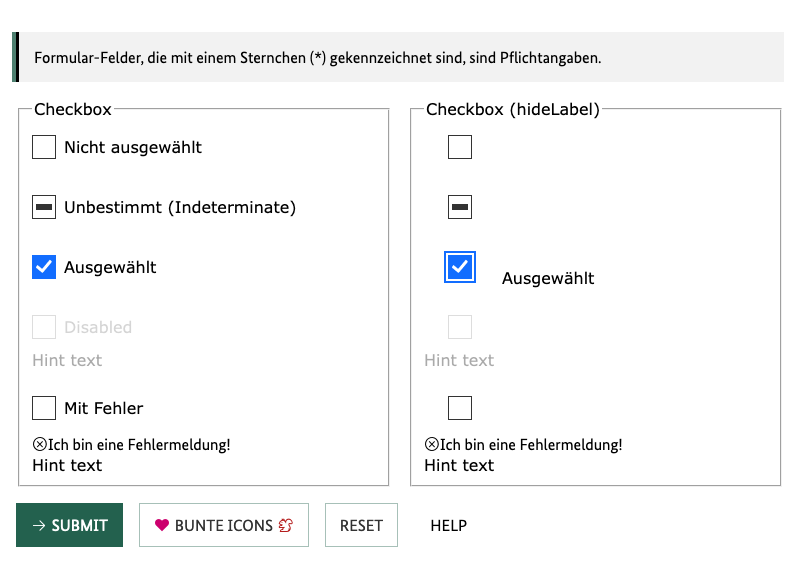 Formular-Felder, die mit einem Sternchen (*) gekennzeichnet sind, sind Pflichtangaben.
Checkbox
Nicht ausgewählt
Unbestimmt (Indeterminate)
Ausgewählt
Disabled
Hint text
Mit Fehler
Ich bin eine Fehlermeldung!
Hint text
Checkbox (hideLabel)
Ausgewählt
Hint text
Ich bin eine Fehlermeldung!
Hint text
SUBMIT
BUNTE ICONS
RESET
HELP